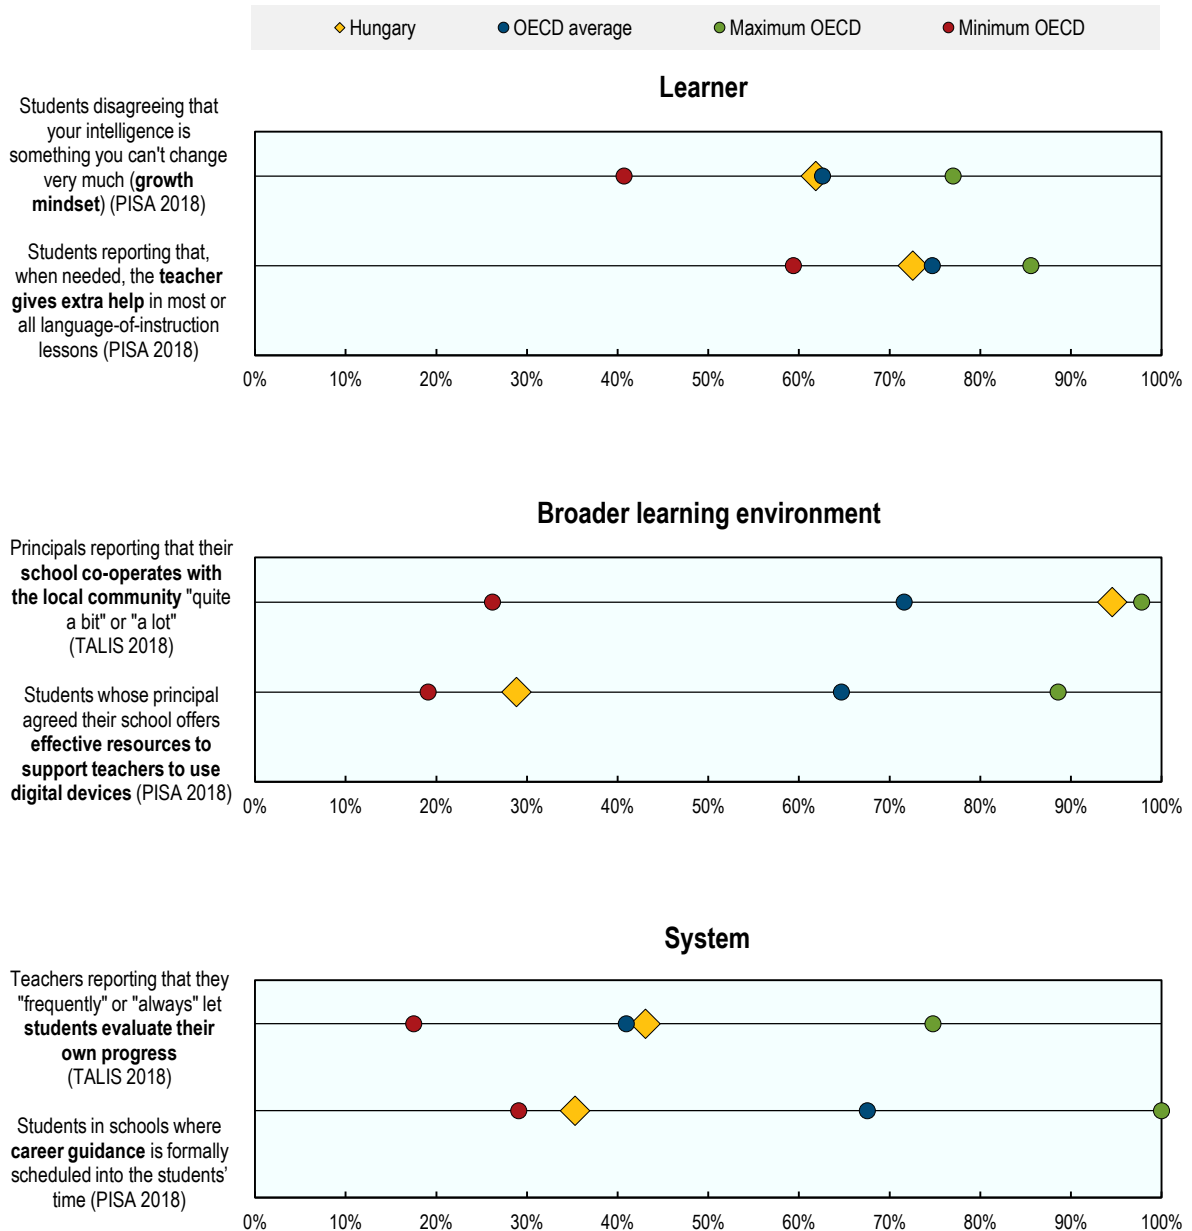 Hungary
OECD average
Maximum OECD
Minimum OECD
Learner
Students disagreeing that
your intelligence is
something you can't change
very much (growth
mindset) (PISA 2018)
Students reporting that,
when needed, the teacher
gives extra help in most or
all language-of-instruction
lessons (PISA 2018)
0% 10% 20% 30% 40% 50% 60% 70% 80% 90% 100%
Broader learning environment
Principals reporting that their
school co-operates with
the local community "quite
a bit" or "a lot"
(TALIS 2018)
Students whose principal
agreed their school offers
effective resources to
support teachers to use
digital devices (PISA 2018)
0% 10% 20% 30% 40% 50% 60% 70% 80% 90% 100%
System
Teachers reporting that they
"frequently" or "always" let
students evaluate their
own progress
(TALIS 2018)
Students in schools where
career guidance is formally
scheduled into the students’
time (PISA 2018)
0% 10% 20% 30% 40% 50% 60% 70% 80% 90% 100%